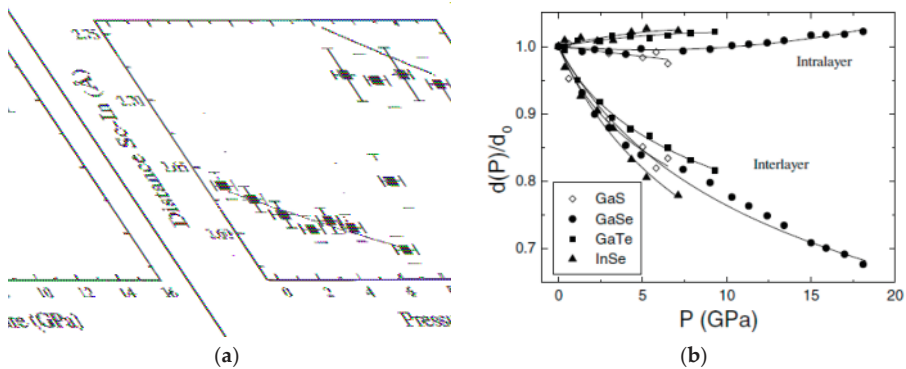 2.75
2.70
2.65
2.60
Distance Se-In (Å)
10 12 14 16
(GPa)
0 2 4 6
(a)
b)
1.0
0.9
0.8
0.7
d(P)/d₀
Intralayer
Interlayer
GaS
GaSe
GaTe
InSe
0 5 10 15 20
P (GPa)
(b)